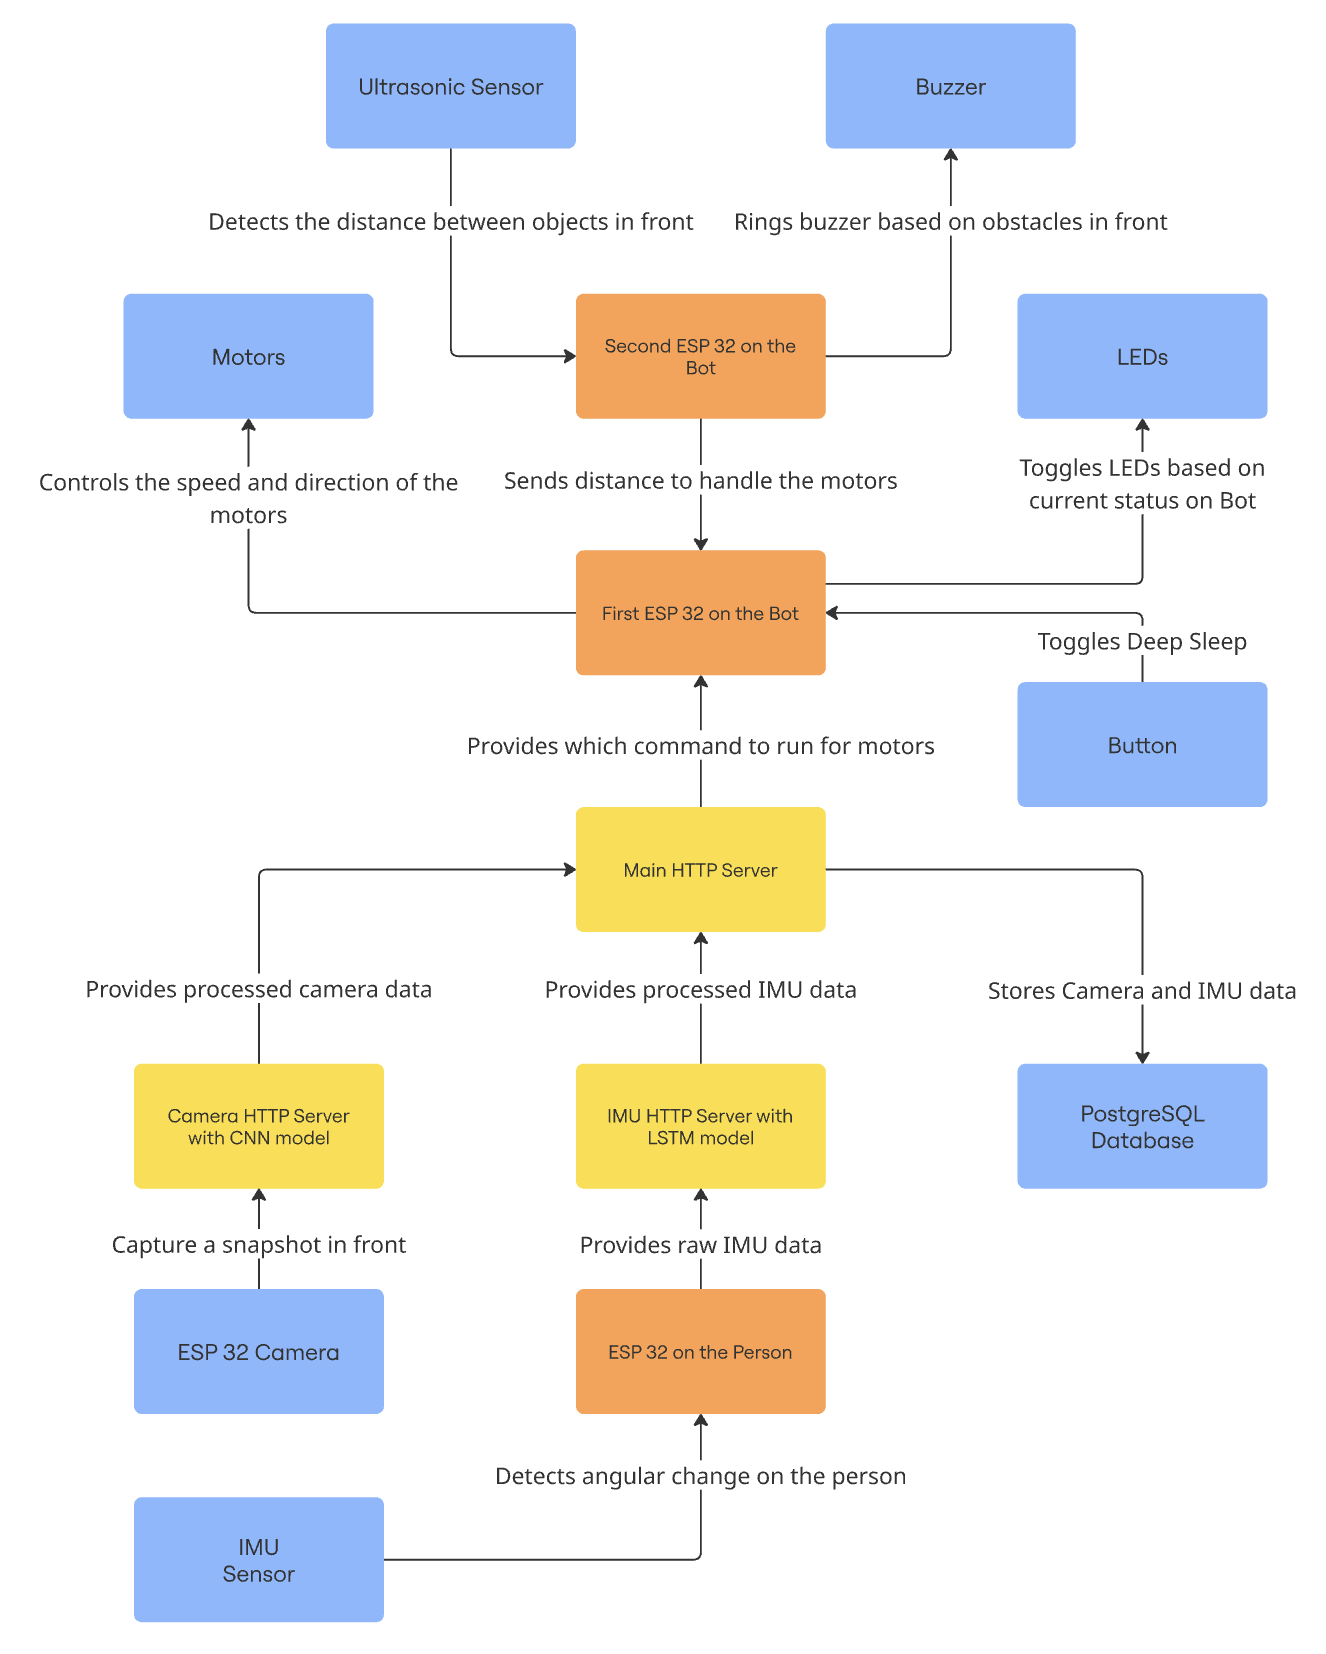 Ultrasonic Sensor
Buzzer
Detects the distance between objects in front
Rings buzzer based on obstacles in front
Motors
Second ESP 32 on the
Bot
LEDs
Controls the speed and direction of the
motors
Sends distance to handle the motors
Toggles LEDs based on
current status on Bot
First ESP 32 on the Bot
Toggles Deep Sleep
Provides which command to run for motors
Button
Main HTTP Server
Provides processed camera data
Provides processed IMU data
Stores Camera and IMU data
Camera HTTP Server
with CNN model
IMU HTTP Server with
LSTM model
PostgreSQL
Database
Capture a snapshot in front
Provides raw IMU data
ESP 32 Camera
ESP 32 on the Person
Detects angular change on the person
IMU
Sensor